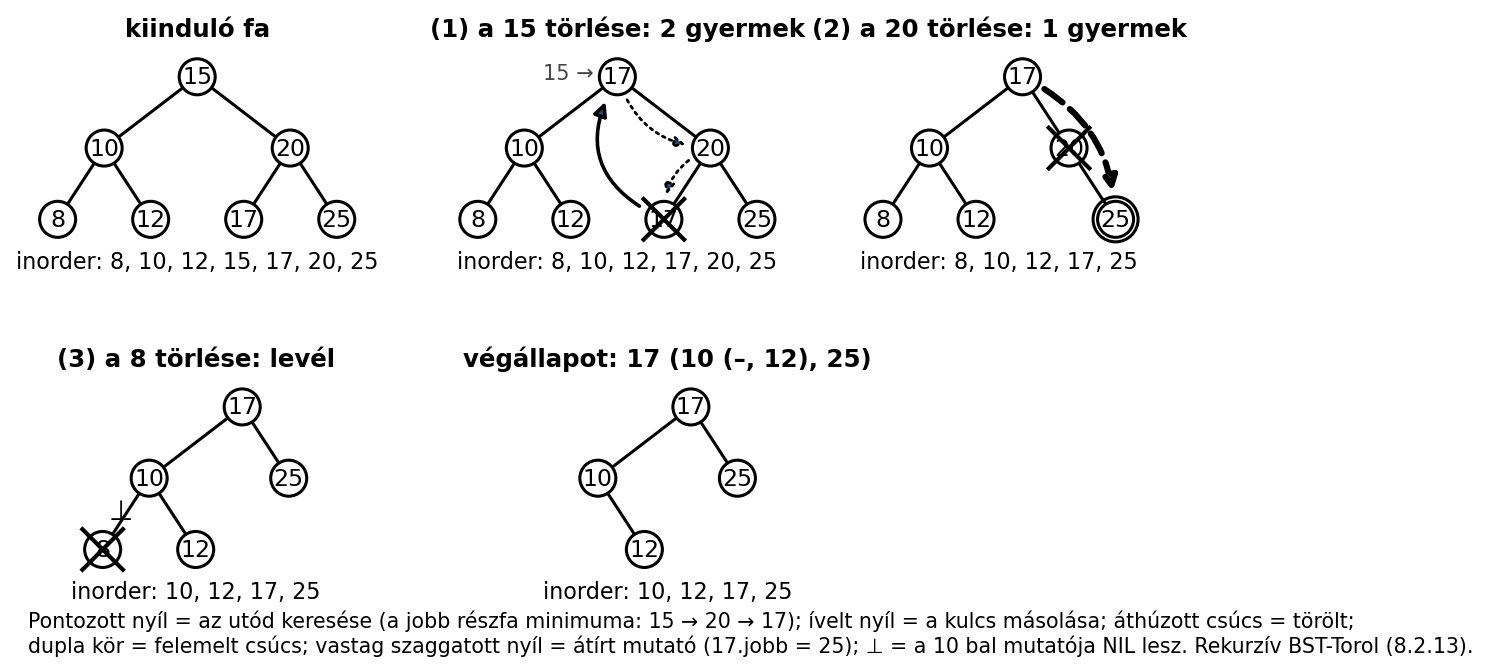 kiinduló fa
(1) a 15 törlése: 2 gyermek
(2) a 20 törlése: 1 gyermek
15
10
20
8
12
17
25
inorder: 8, 10, 12, 15, 17, 20, 25
15 → 17
10
20
8
12
17
25
inorder: 8, 10, 12, 17, 20, 25
17
10
20
8
12
25
inorder: 8, 10, 12, 17, 25
(3) a 8 törlése: levél
végállapot: 17 (10 (–, 12), 25)
17
10
25
⊥
8
12
inorder: 10, 12, 17, 25
17
10
25
12
inorder: 10, 12, 17, 25
Pontozott nyíl = az utód keresése (a jobb részfa minimuma: 15 → 20 → 17); ívelt nyíl = a kulcs másolása; áthúzott csúcs = törölt;
dupla kör = felemelt csúcs; vastag szaggatott nyíl = átírt mutató (17.jobb = 25); ⊥ = a 10 bal mutatója NIL lesz. Rekurzív BST-Torol (8.2.13).